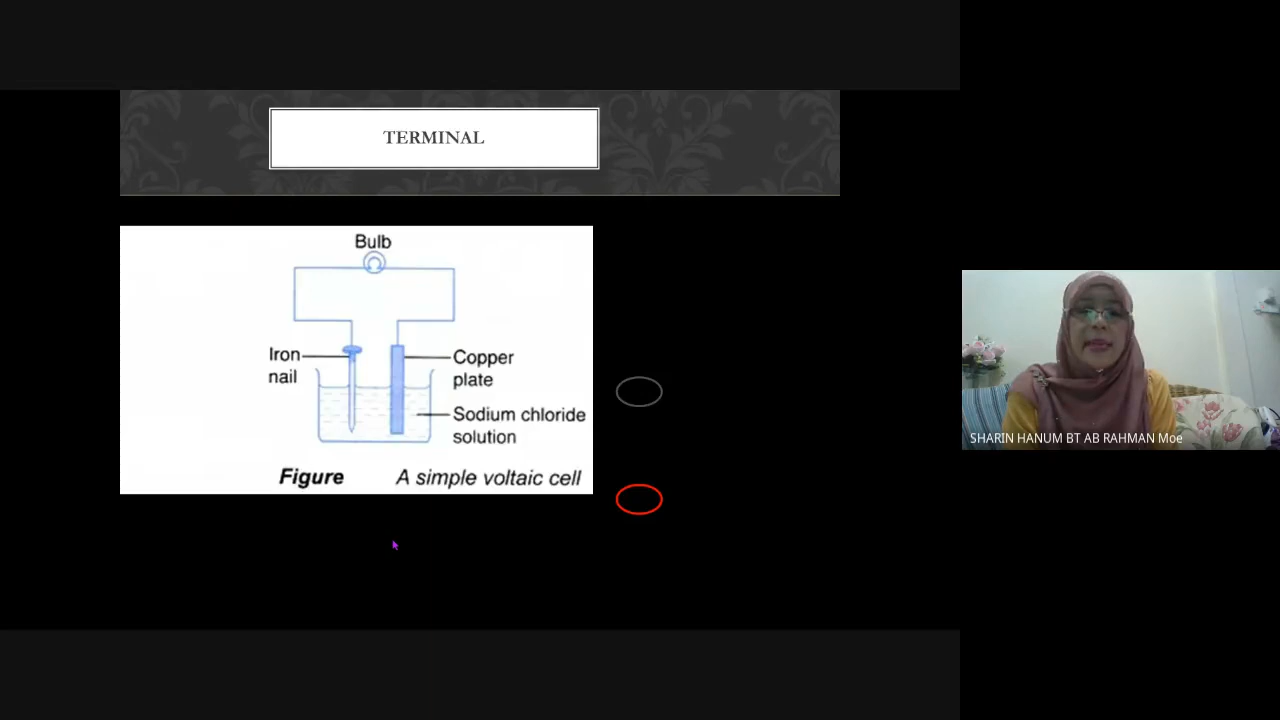 TERMINAL
Bulb
Iron
nail
Copper
plate
Sodium chloride
solution
Figure A simple voltaic cell
SHARIN HANUM BT AB RAHMAN Moe